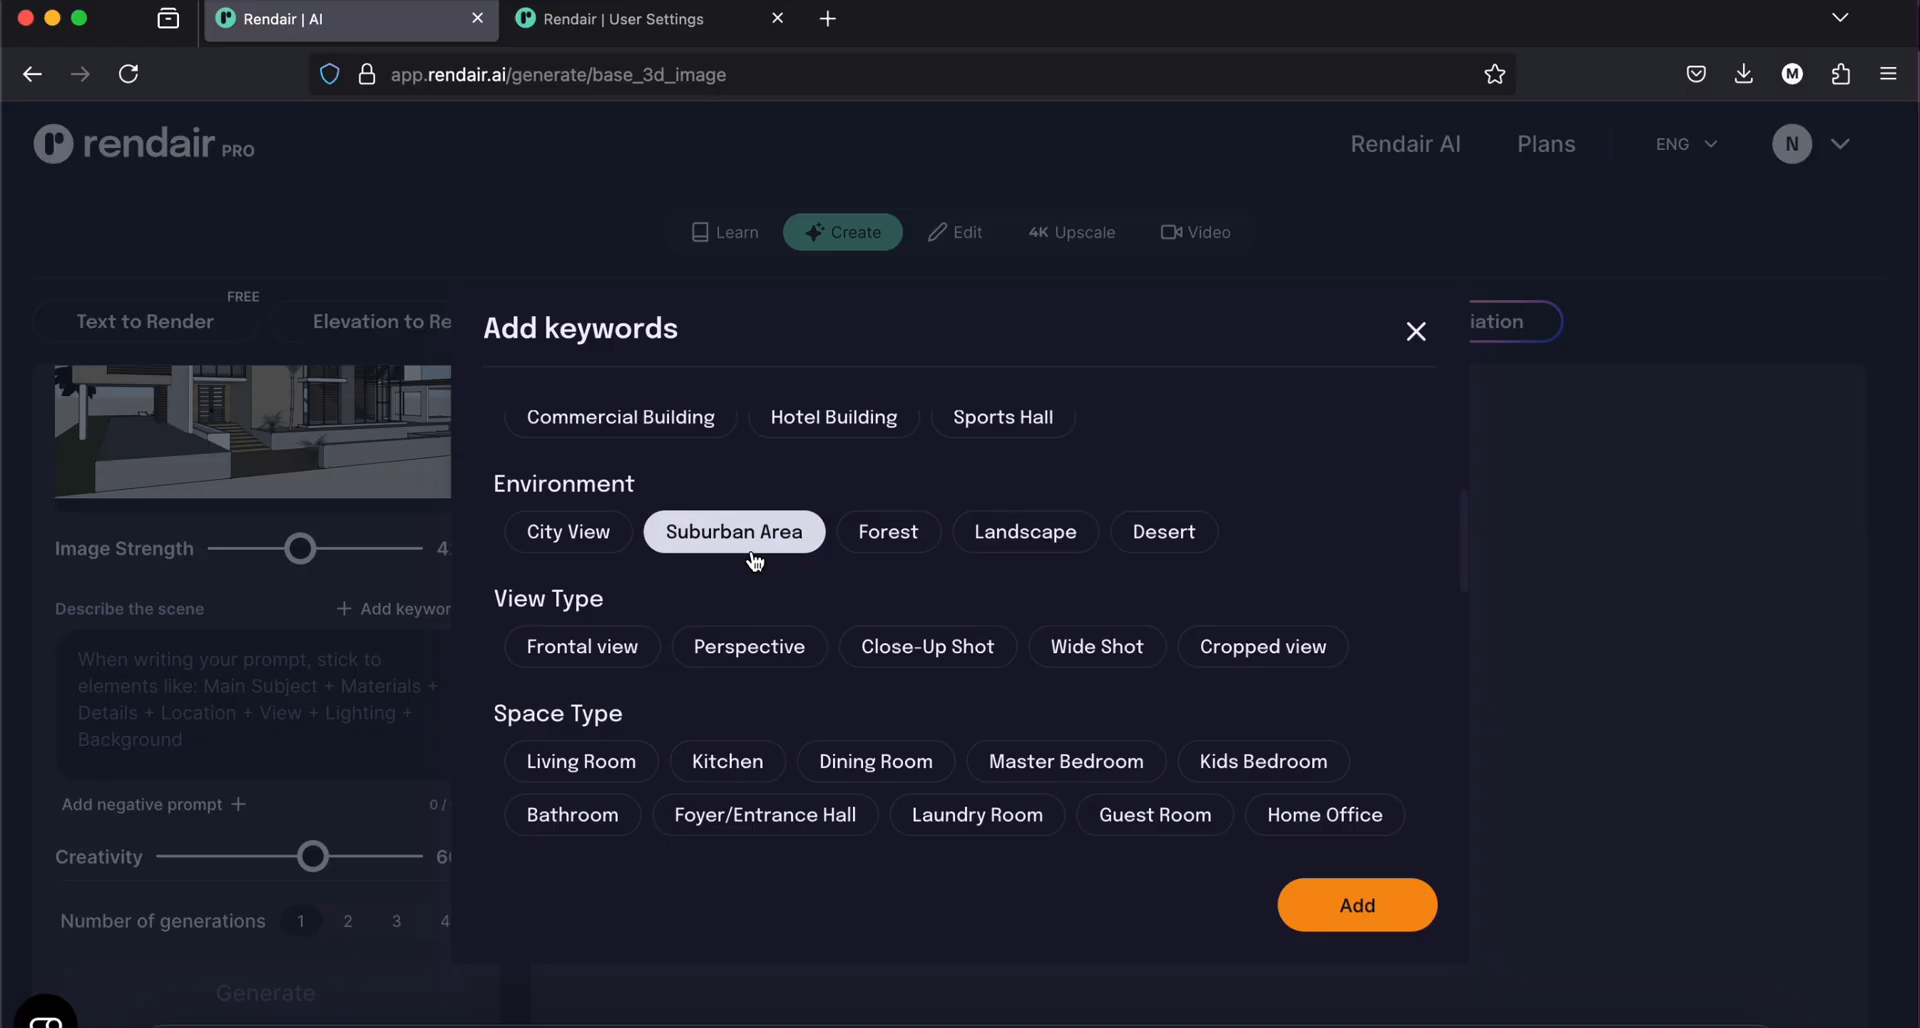 Rendair | AI
Rendair | User Settings
app.rendair.ai/generate/base_3d_image
M
rendair PRO
Rendair AI
Plans
ENG
N
Learn
Create
Edit
4K Upscale
Video
FREE
Text to Render
Elevation to Re
iation
Add keywords
Commercial Building
Hotel Building
Sports Hall
Environment
City View
Suburban Area
Forest
Landscape
Desert
View Type
Frontal view
Perspective
Close-Up Shot
Wide Shot
Cropped view
Space Type
Living Room
Kitchen
Dining Room
Master Bedroom
Kids Bedroom
Bathroom
Foyer/Entrance Hall
Laundry Room
Guest Room
Home Office
Add
Image Strength
Describe the scene
+ Add keywor
When writing your prompt, stick to
elements like: Main Subject + Materials +
Details + Location + View + Lighting +
Background
Add negative prompt +
0/
Creativity
Number of generations
1
2
3
4
Generate